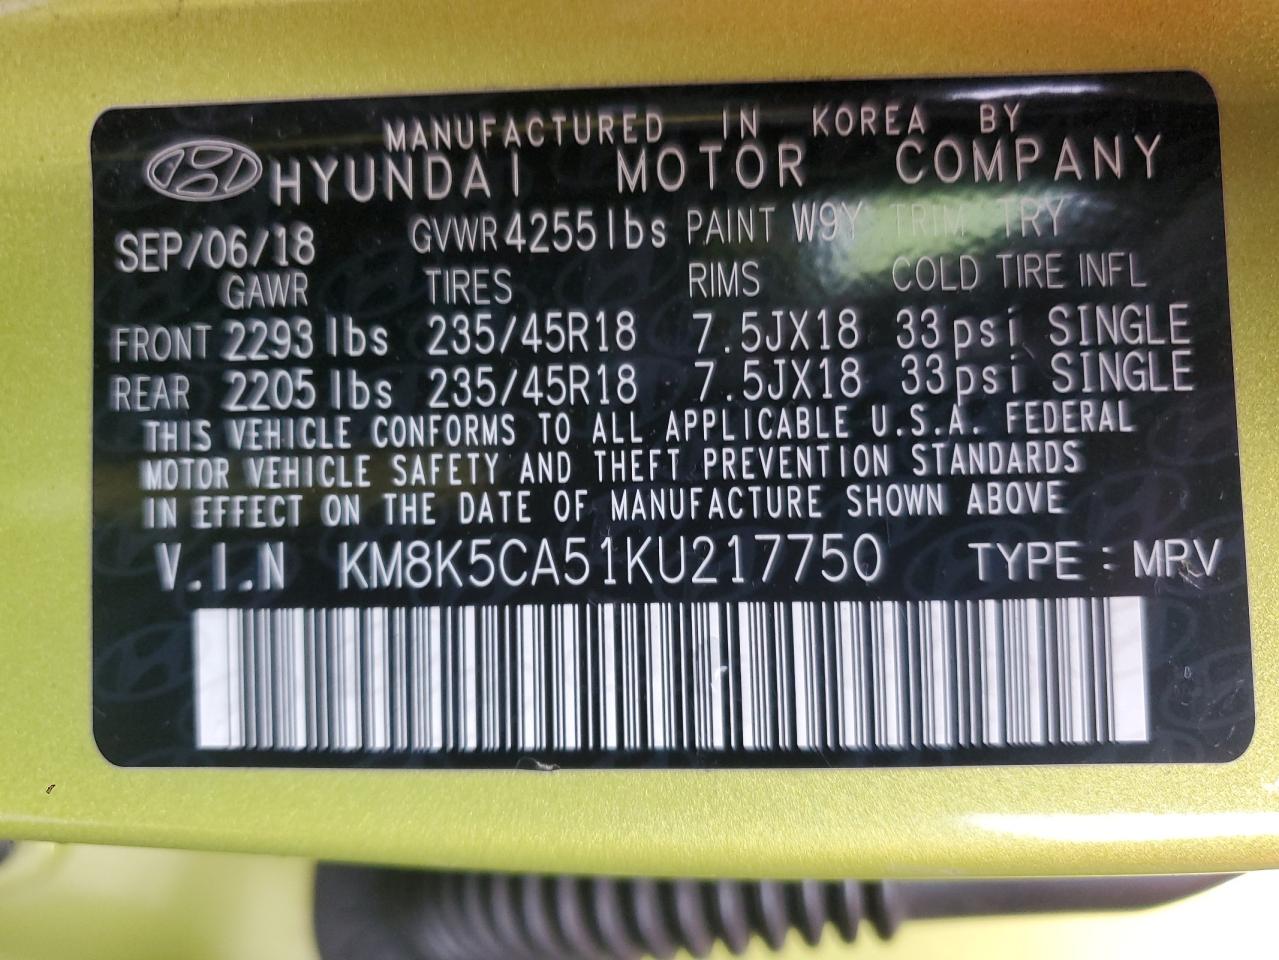 MANUFACTURED IN KOREA BY
HYUNDAI MOTOR COMPANY
SEP/06/18 GVWR 4255lbs PAINT W9Y TRIM TRY
GAWR TIRES RIMS COLD TIRE INFL
FRONT 2293 lbs 235/45R18 7.5JX18 33psi SINGLE
REAR 2205 lbs 235/45R18 7.5JX18 33psi SINGLE
THIS VEHICLE CONFORMS TO ALL APPLICABLE U.S.A. FEDERAL
MOTOR VEHICLE SAFETY AND THEFT PREVENTION STANDARDS
IN EFFECT ON THE DATE OF MANUFACTURE SHOWN ABOVE
V.I.N KM8K5CA51KU217750 TYPE : MPV